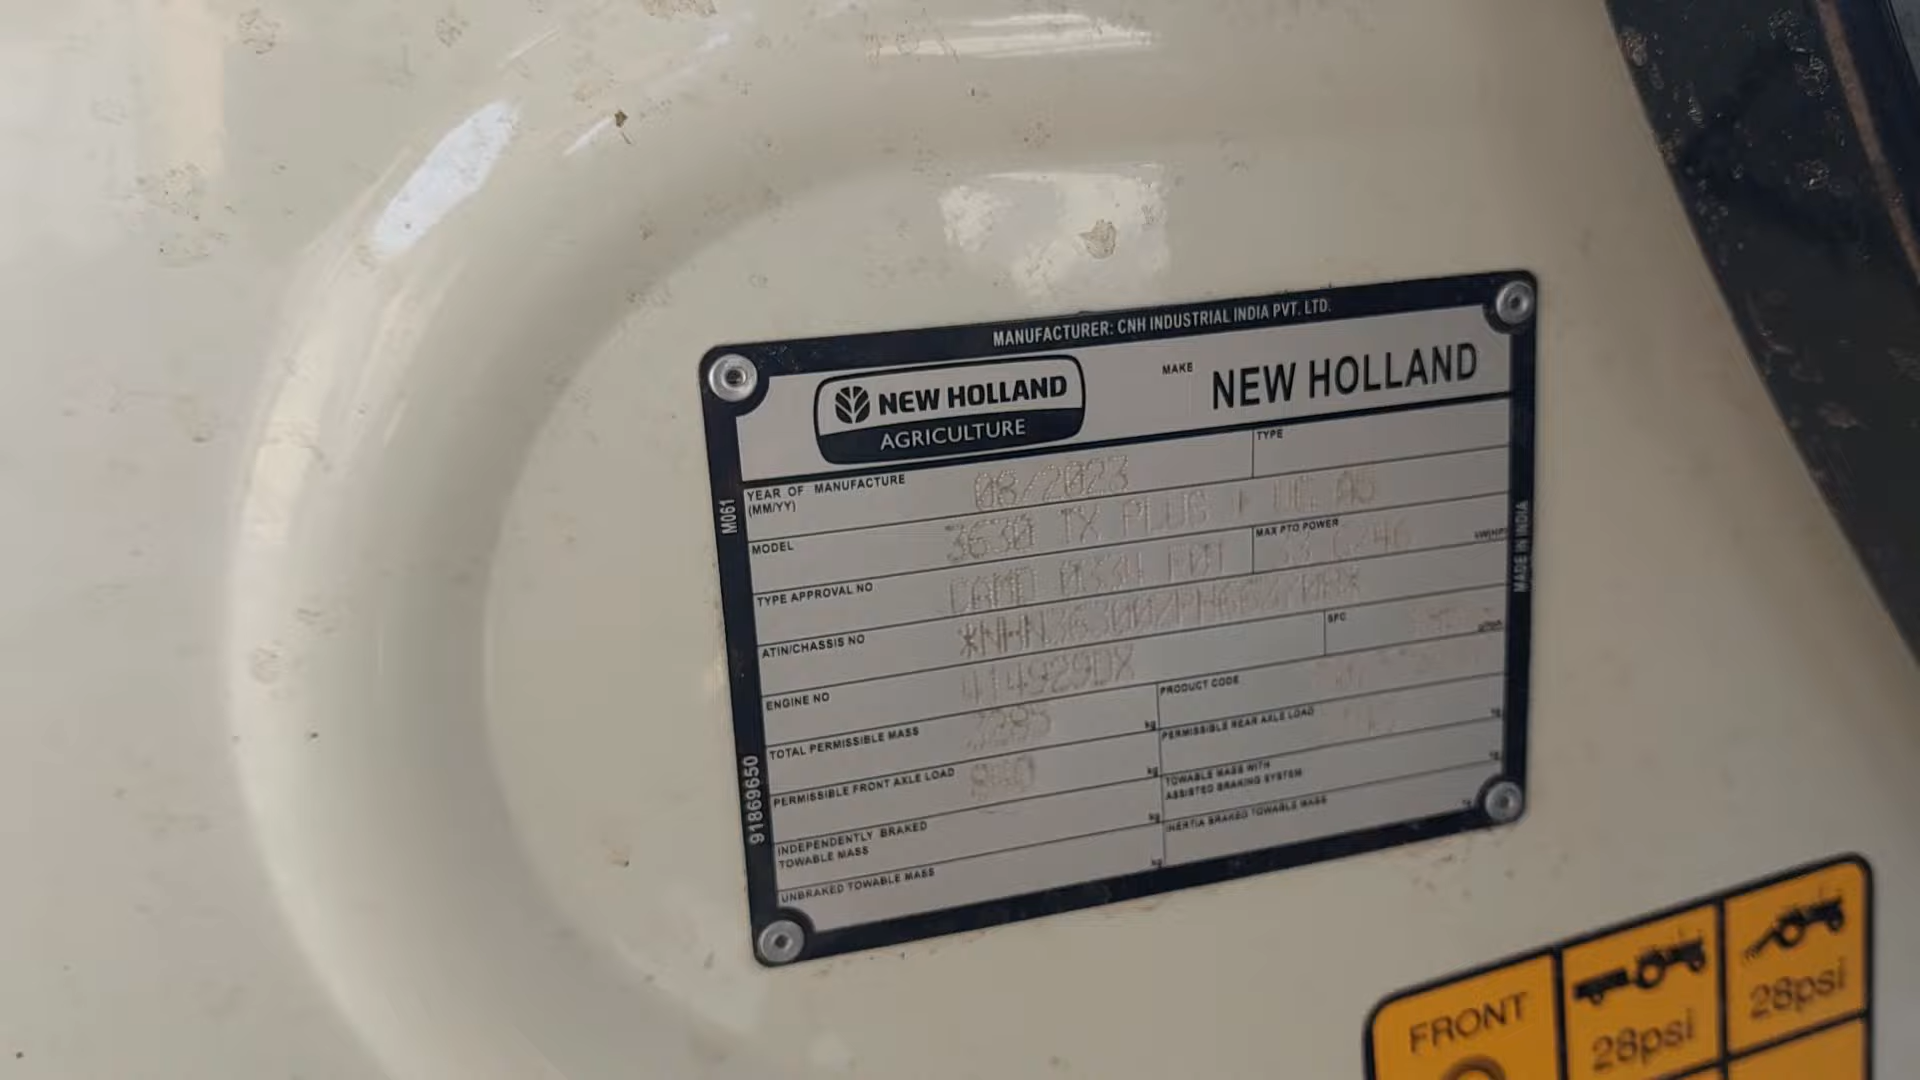 MANUFACTURER: CNH INDUSTRIAL INDIA PVT. LTD.
NEW HOLLAND
AGRICULTURE
MAKE NEW HOLLAND
YEAR OF MANUFACTURE 08/2023
(MM/YY)
TYPE
MODEL 3630 TX PLUS
TYPE APPROVAL NO
MAX PTO POWER
ATIN/CHASSIS NO
ENGINE NO 414929DX
SFC
TOTAL PERMISSIBLE MASS kg
PRODUCT CODE
PERMISSIBLE FRONT AXLE LOAD kg
PERMISSIBLE REAR AXLE LOAD kg
INDEPENDENTLY BRAKED
TOWABLE MASS kg
TOWABLE MASS WITH
ASSISTED BRAKING SYSTEM kg
UNBRAKED TOWABLE MASS kg
INERTIA BRAKED TOWABLE MASS kg
M061
91869650
MADE IN INDIA
FRONT
28psi
28psi